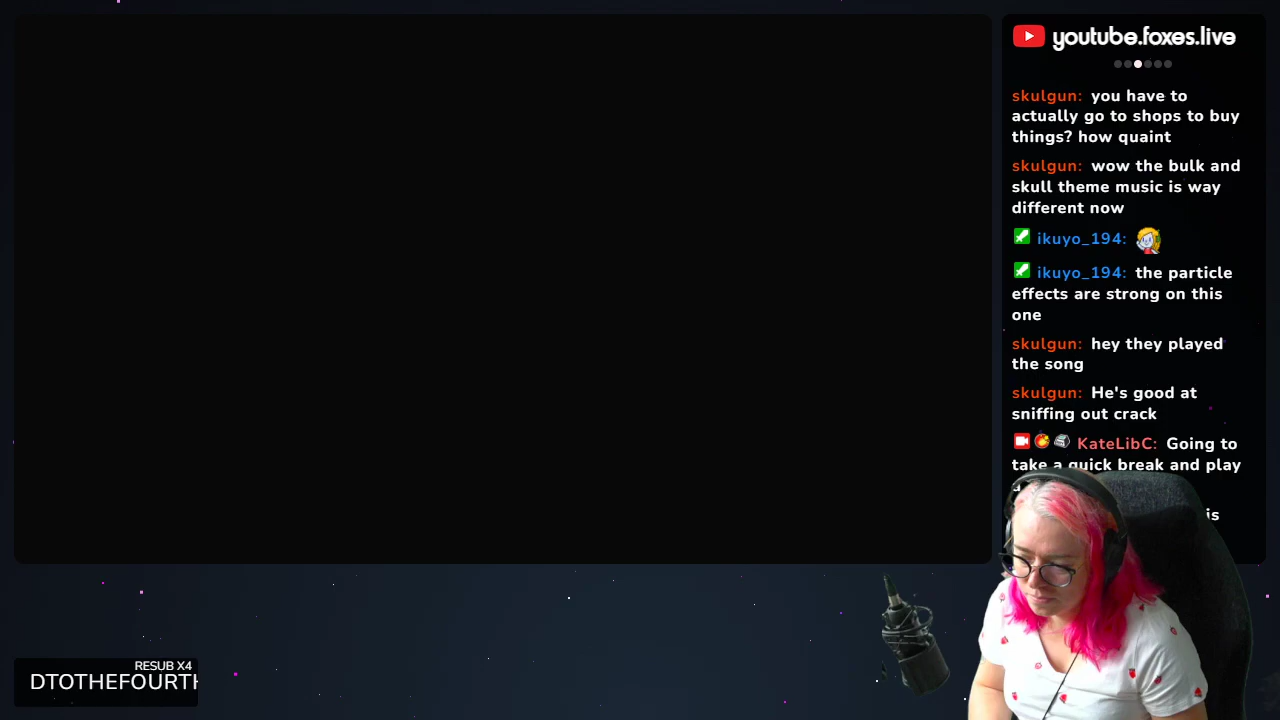 youtube.foxes.live
skulgun: you have to
actually go to shops to buy
things? how quaint
skulgun: wow the bulk and
skull theme music is way
different now
ikuyo_194:
ikuyo_194: the particle
effects are strong on this
one
skulgun: hey they played
the song
skulgun: He's good at
sniffing out crack
KateLibC: Going to
take a quick break and play
is
RESUB X4
DTOTHEFOURTH